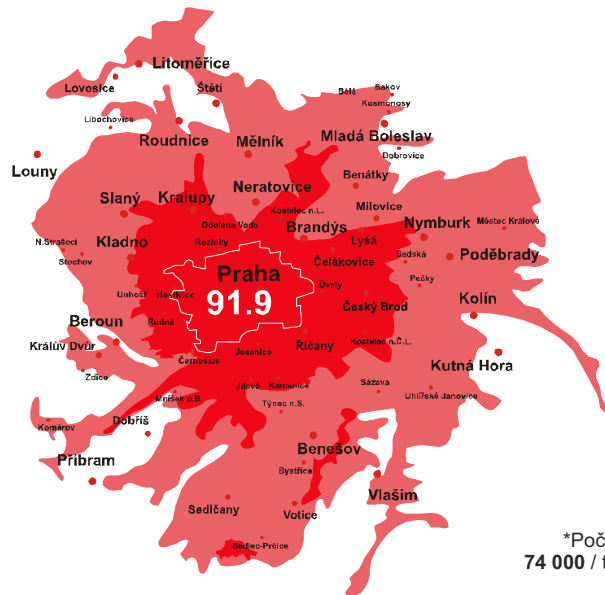 Litoměřice
Lovosice
Štětí
Bělá
Bakov
Kosmonosy
Libochovice
Roudnice
Mělník
Mladá Boleslav
Dobrovice
Louny
Benátky
Slaný
Kralupy
Neratovice
Kostelec n.L.
Milovice
Odolena Voda
Brandýs
Nymburk
Městec Králové
N.Strašecí
Kladno
Roztoky
Lysá
Stochov
Čelákovice
Sadská
Poděbrady
Praha
91.9
Unhošť
Hostivice
Úvaly
Pečky
Český Brod
Kolín
Beroun
Rudná
Králův Dvůr
Jesenice
Říčany
Kostelec n.Č.L.
Černošice
Kutná Hora
Zdice
Mníšek p.B.
Jílové
Kamenice
Sázava
Uhlířské Janovice
Týnec n.S.
Komárov
Dobříš
Benešov
Příbram
Bystřice
Vlašim
Sedlčany
Votice
Sedlec-Prčice
*Poč
74 000 / t